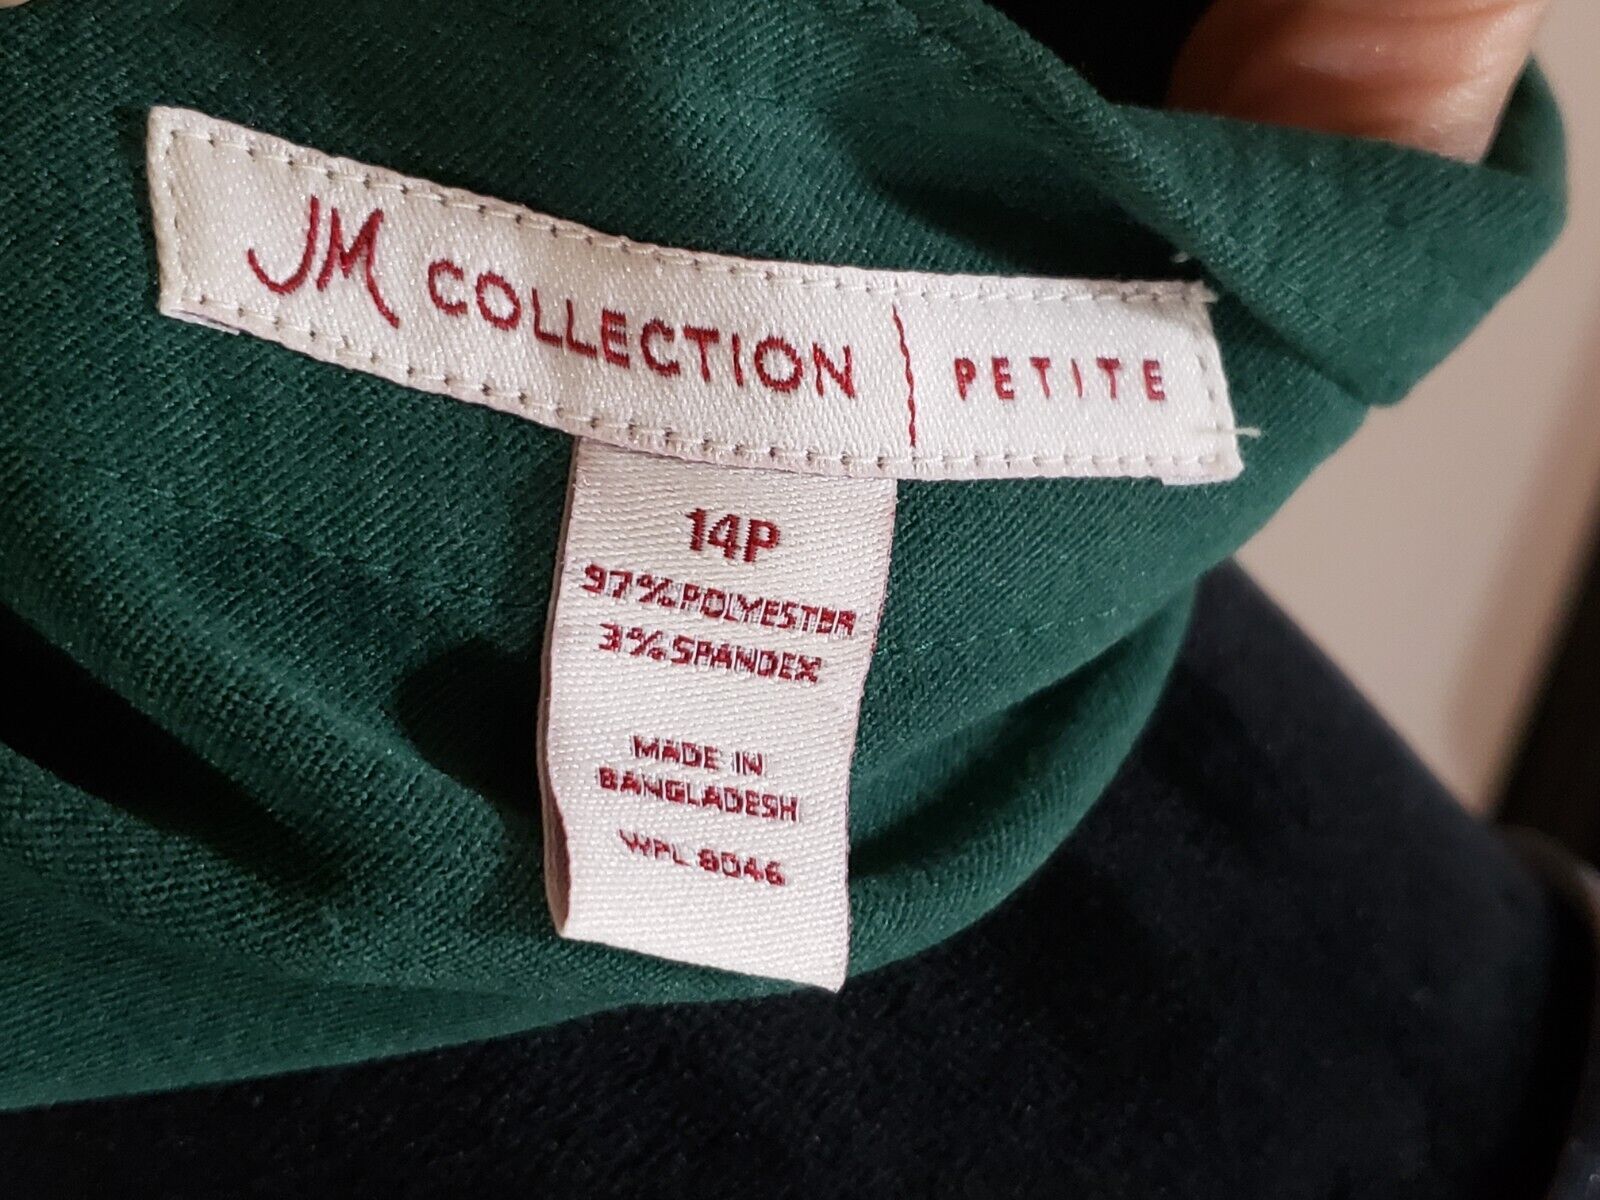 JM COLLECTION | PETITE
14P
97% POLYESTER
3% SPANDEX
MADE IN
BANGLADESH
WPL 8046